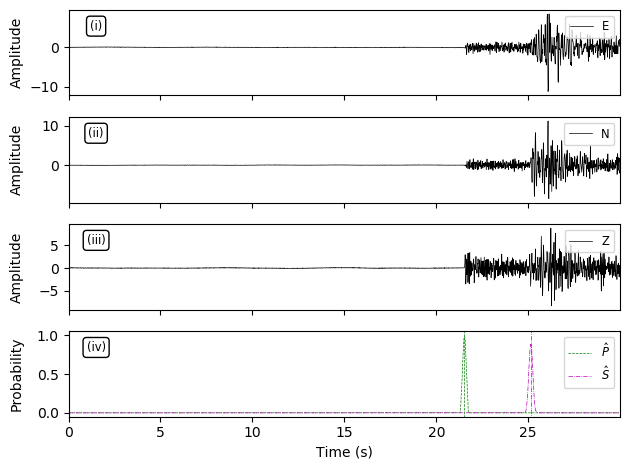 (i)
E
Amplitude
0
−10
(ii)
N
Amplitude
10
0
(iii)
Z
Amplitude
5
0
−5
(iv)
P̂
Ŝ
Probability
1.0
0.5
0.0
0 5 10 15 20 25
Time (s)